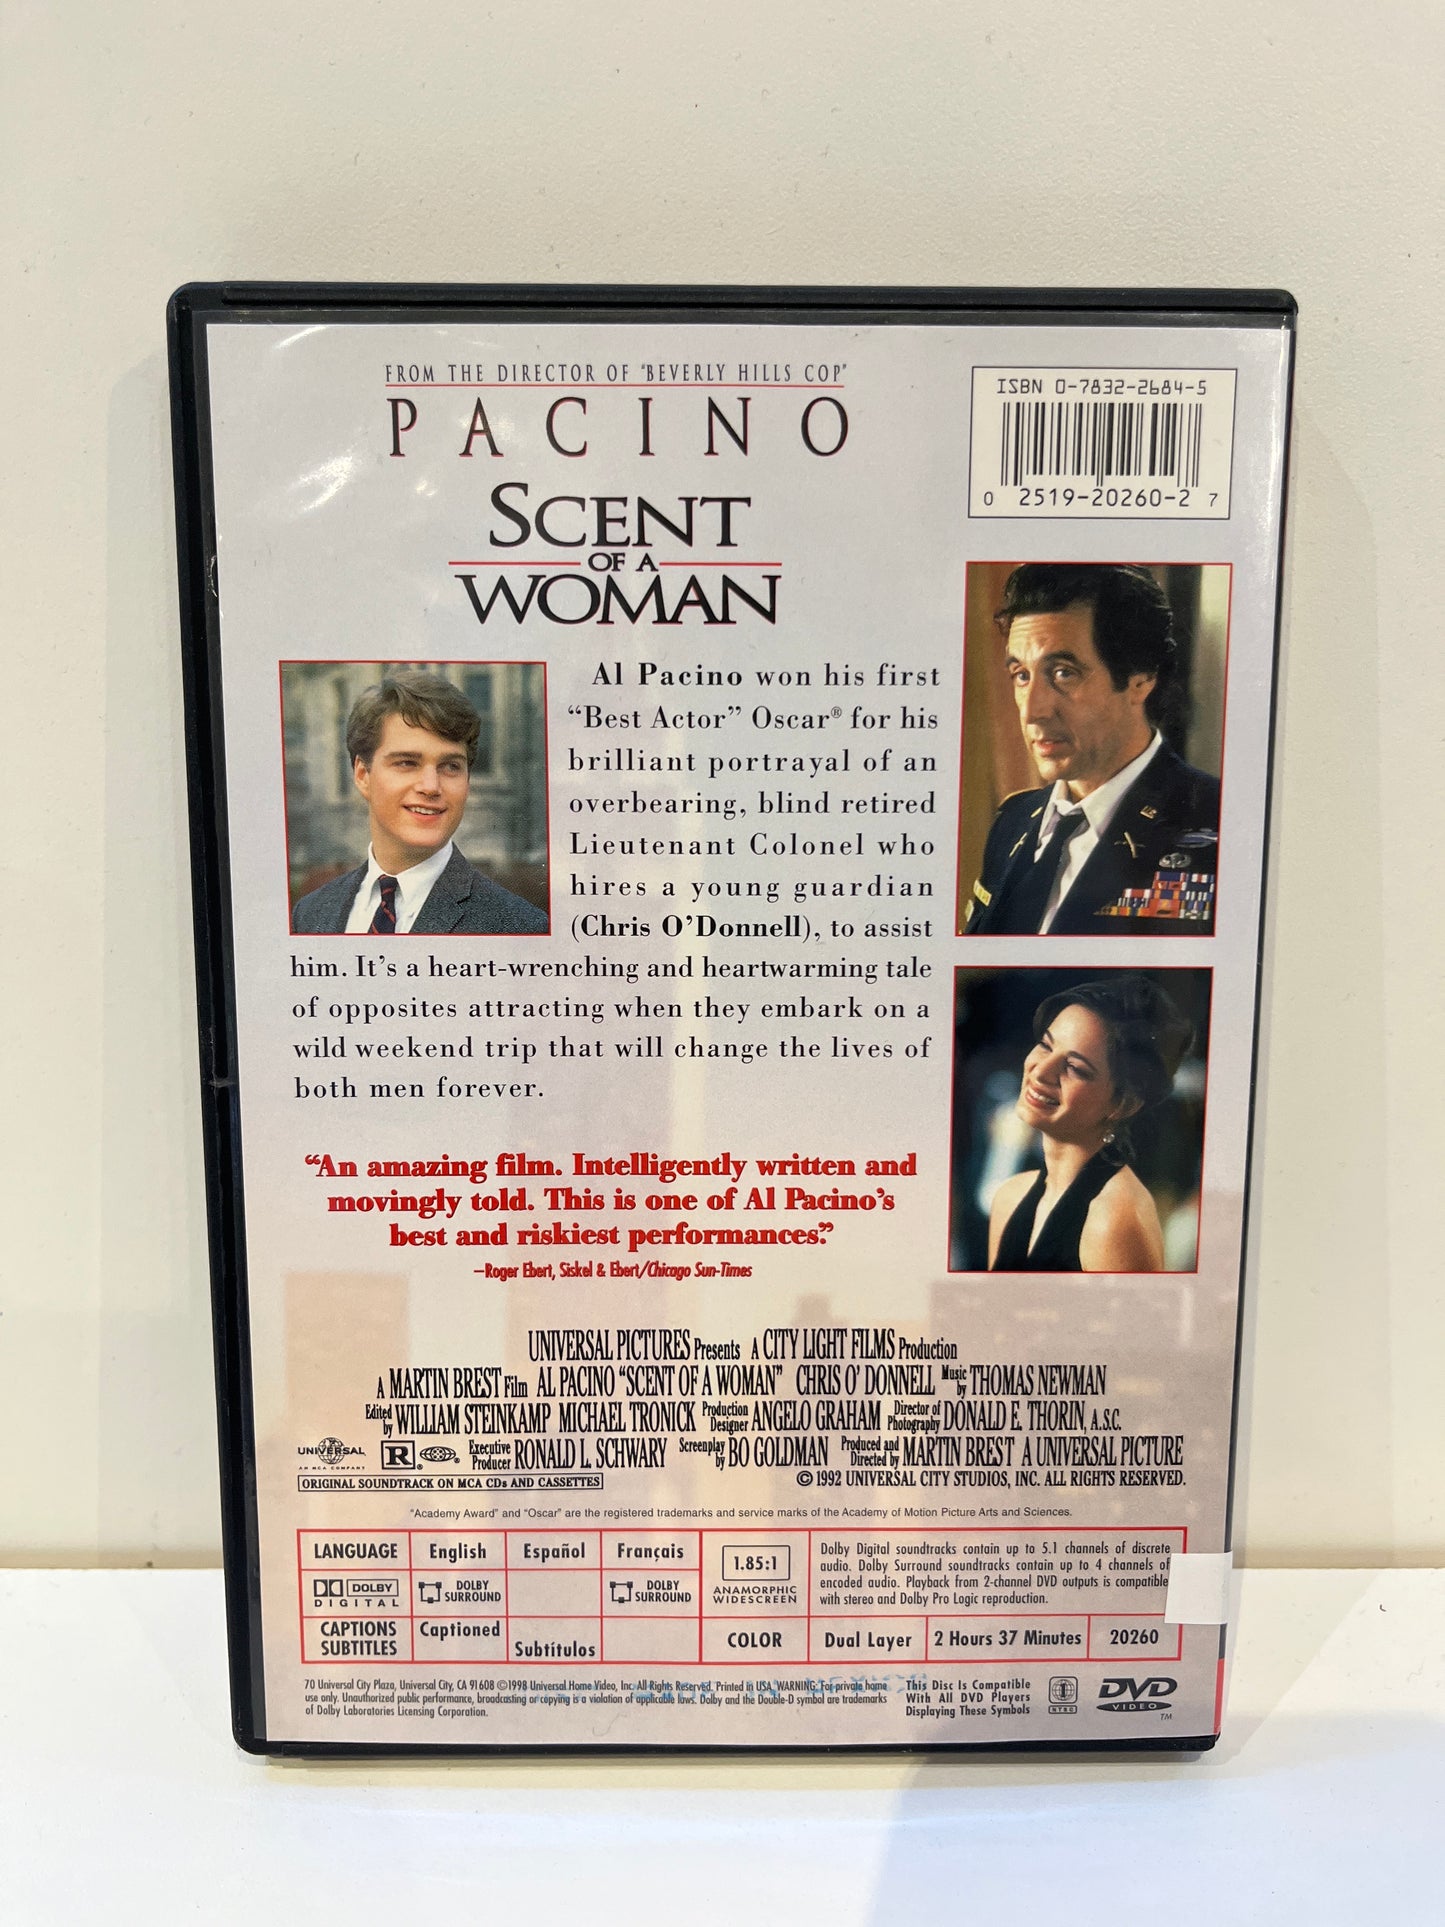 FROM THE DIRECTOR OF "BEVERLY HILLS COP"
PACINO
SCENT
OF A
WOMAN
ISBN 0-7832-2684-5
0 2519-20260-2 7
Al Pacino won his first
“Best Actor” Oscar® for his
brilliant portrayal of an
overbearing, blind retired
Lieutenant Colonel who
hires a young guardian
(Chris O’Donnell), to assist
him. It’s a heart-wrenching and heartwarming tale
of opposites attracting when they embark on a
wild weekend trip that will change the lives of
both men forever.
“An amazing film. Intelligently written and
movingly told. This is one of Al Pacino’s
best and riskiest performances.”
–Roger Ebert, Siskel & Ebert/Chicago Sun-Times
UNIVERSAL PICTURES Presents A CITY LIGHT FILMS Production
A MARTIN BREST Film AL PACINO “SCENT OF A WOMAN” CHRIS O’ DONNELL Music by THOMAS NEWMAN
Edited by WILLIAM STEINKAMP MICHAEL TRONICK Production Designer ANGELO GRAHAM Director of Photography DONALD E. THORIN, A.S.C.
UNIVERSAL
AN MCA COMPANY
R
Executive Producer RONALD L. SCHWARY Screenplay by BO GOLDMAN Produced and Directed by MARTIN BREST A UNIVERSAL PICTURE
ORIGINAL SOUNDTRACK ON MCA CDs AND CASSETTES
© 1992 UNIVERSAL CITY STUDIOS, INC. ALL RIGHTS RESERVED.
“Academy Award” and “Oscar” are the registered trademarks and service marks of the Academy of Motion Picture Arts and Sciences.
LANGUAGE English Español Français
DOLBY DIGITAL
DOLBY SURROUND
DOLBY SURROUND
CAPTIONS Captioned
SUBTITLES Subtítulos
1.85:1
ANAMORPHIC
WIDESCREEN
Dolby Digital soundtracks contain up to 5.1 channels of discrete
audio. Dolby Surround soundtracks contain up to 4 channels of
encoded audio. Playback from 2-channel DVD outputs is compatible
with stereo and Dolby Pro Logic reproduction.
COLOR Dual Layer 2 Hours 37 Minutes 20260
70 Universal City Plaza, Universal City, CA 91608 ©1998 Universal Home Video, Inc. All Rights Reserved. Printed in USA. WARNING: For private home
use only. Unauthorized public performance, broadcasting or copying is a violation of applicable laws. Dolby and the Double-D symbol are trademarks
of Dolby Laboratories Licensing Corporation.
This Disc Is Compatible
With All DVD Players
Displaying These Symbols
1
NTSC
DVD
VIDEO
TM